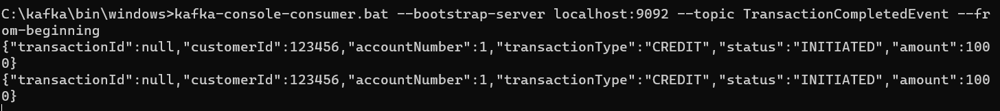 C:\kafka\bin\windows>kafka-console-consumer.bat --bootstrap-server localhost:9092 --topic TransactionCompletedEvent --fr
om-beginning
{"transactionId":null,"customerId":123456,"accountNumber":1,"transactionType":"CREDIT","status":"INITIATED","amount":100
0}
{"transactionId":null,"customerId":123456,"accountNumber":1,"transactionType":"CREDIT","status":"INITIATED","amount":100
0}